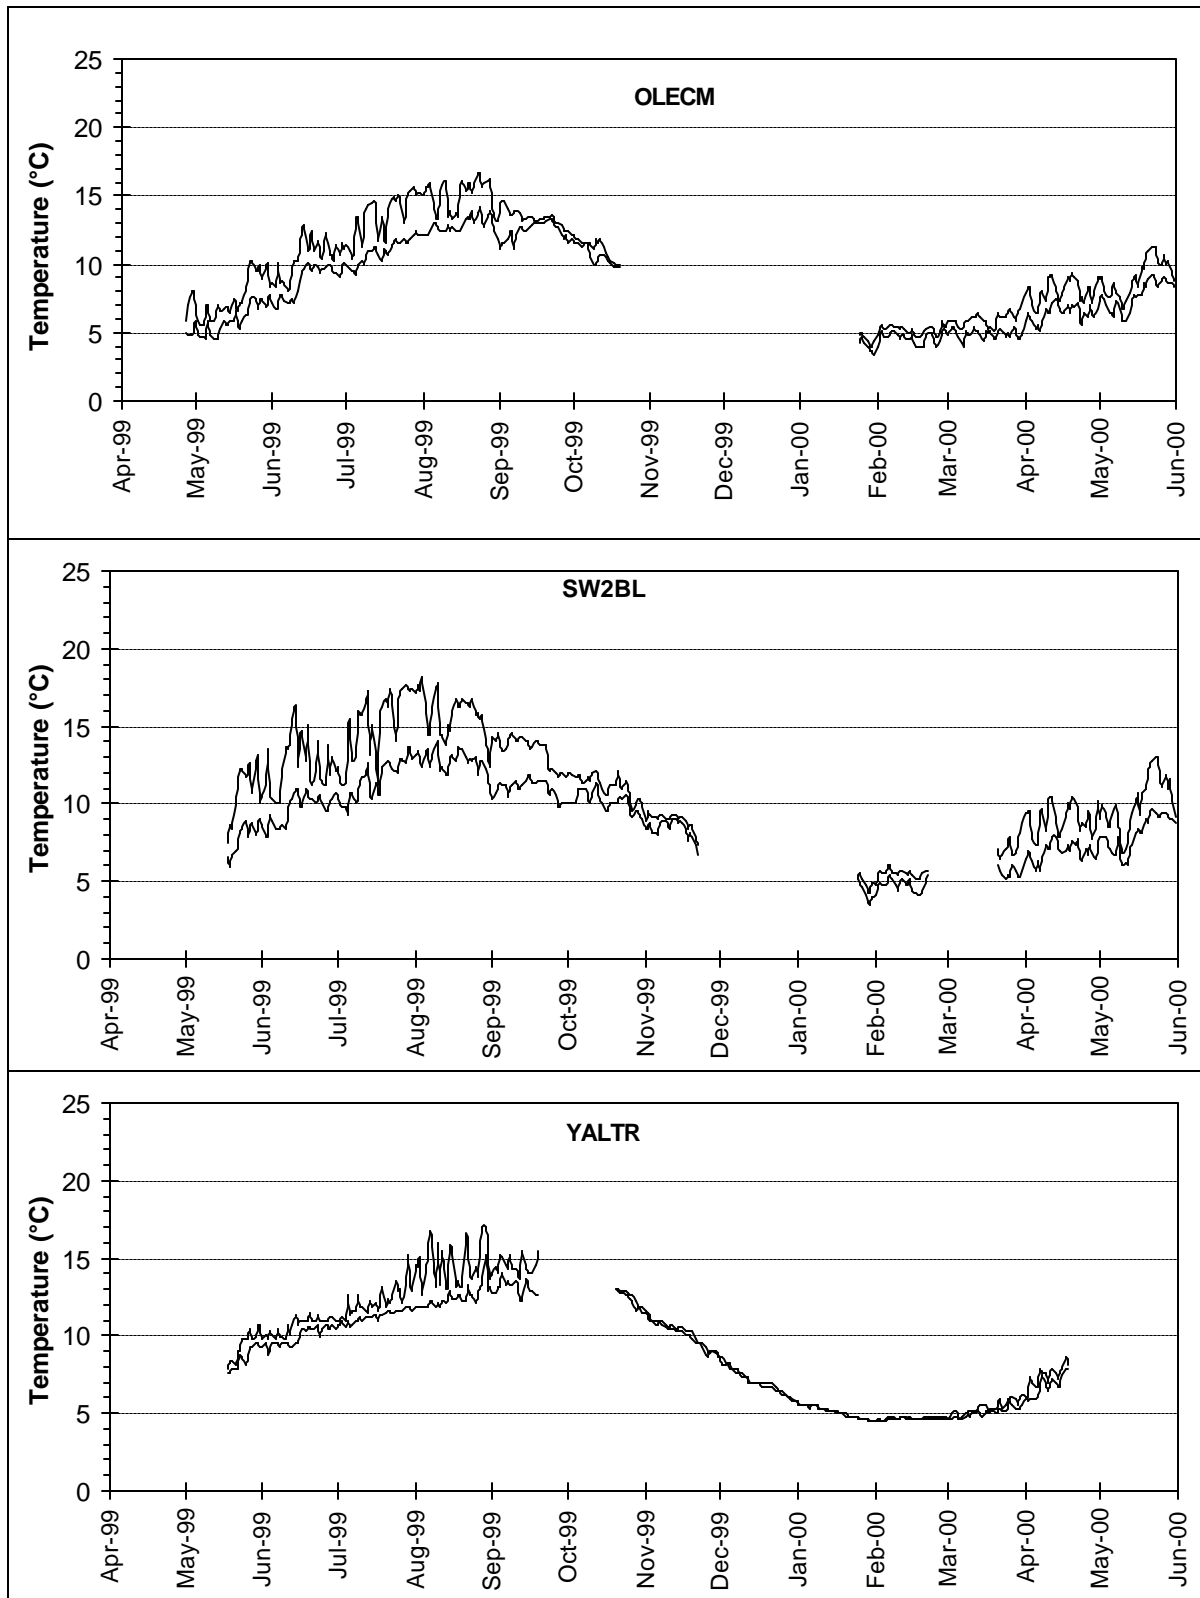 OLECM
Temperature (°C)
25
20
15
10
5
0
Apr-99 May-99 Jun-99 Jul-99 Aug-99 Sep-99 Oct-99 Nov-99 Dec-99 Jan-00 Feb-00 Mar-00 Apr-00 May-00 Jun-00
SW2BL
Temperature (°C)
25
20
15
10
5
0
Apr-99 May-99 Jun-99 Jul-99 Aug-99 Sep-99 Oct-99 Nov-99 Dec-99 Jan-00 Feb-00 Mar-00 Apr-00 May-00 Jun-00
YALTR
Temperature (°C)
25
20
15
10
5
0
Apr-99 May-99 Jun-99 Jul-99 Aug-99 Sep-99 Oct-99 Nov-99 Dec-99 Jan-00 Feb-00 Mar-00 Apr-00 May-00 Jun-00